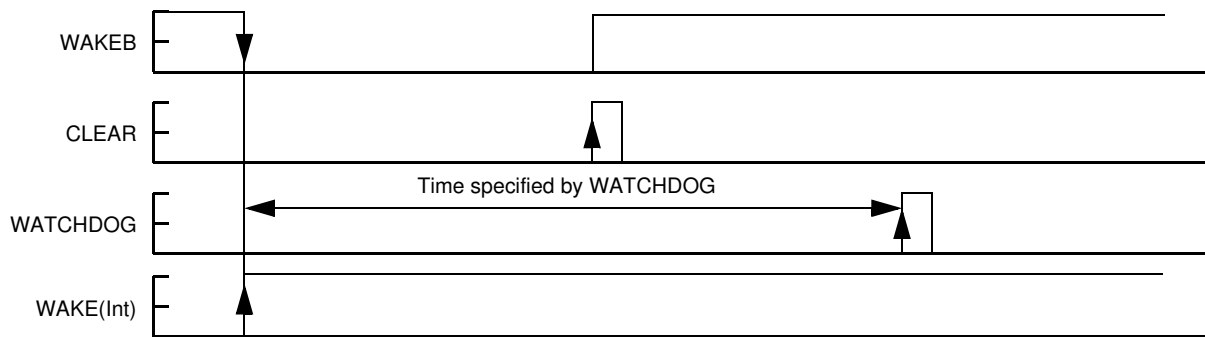 WAKEB
CLEAR
Time specified by WATCHDOG
WATCHDOG
WAKE(Int)